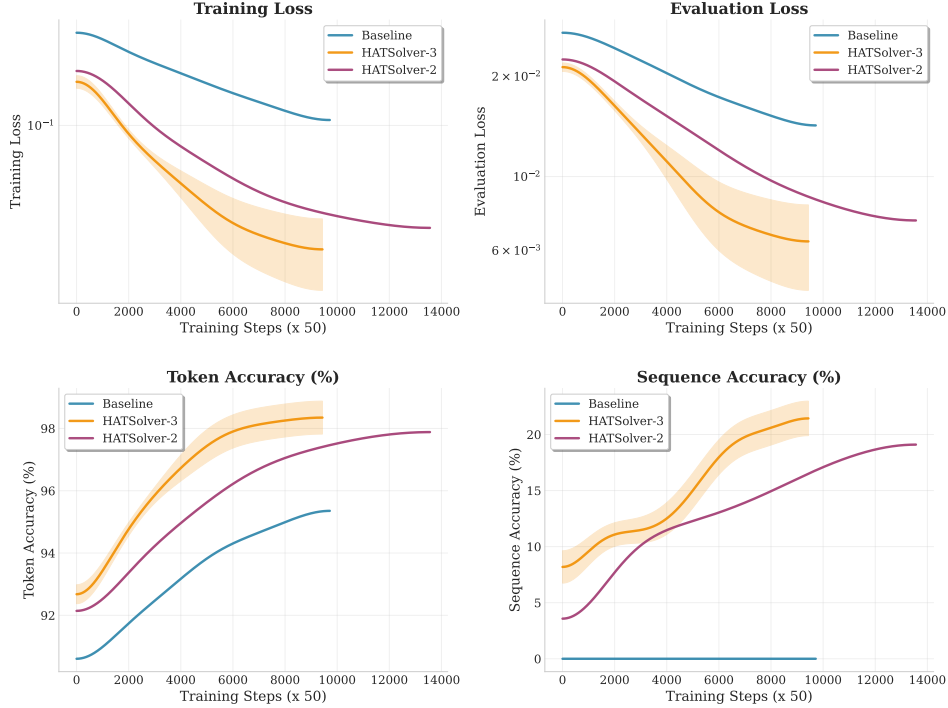 Training Loss
Training Loss
10⁻¹
Baseline
HATSolver-3
HATSolver-2
0 2000 4000 6000 8000 10000 12000 14000
Training Steps (x 50)
Evaluation Loss
Evaluation Loss
2 × 10⁻²
10⁻²
6 × 10⁻³
Baseline
HATSolver-3
HATSolver-2
0 2000 4000 6000 8000 10000 12000 14000
Training Steps (x 50)
Token Accuracy (%)
Token Accuracy (%)
98
96
94
92
Baseline
HATSolver-3
HATSolver-2
0 2000 4000 6000 8000 10000 12000 14000
Training Steps (x 50)
Sequence Accuracy (%)
Sequence Accuracy (%)
20
15
10
5
0
Baseline
HATSolver-3
HATSolver-2
0 2000 4000 6000 8000 10000 12000 14000
Training Steps (x 50)